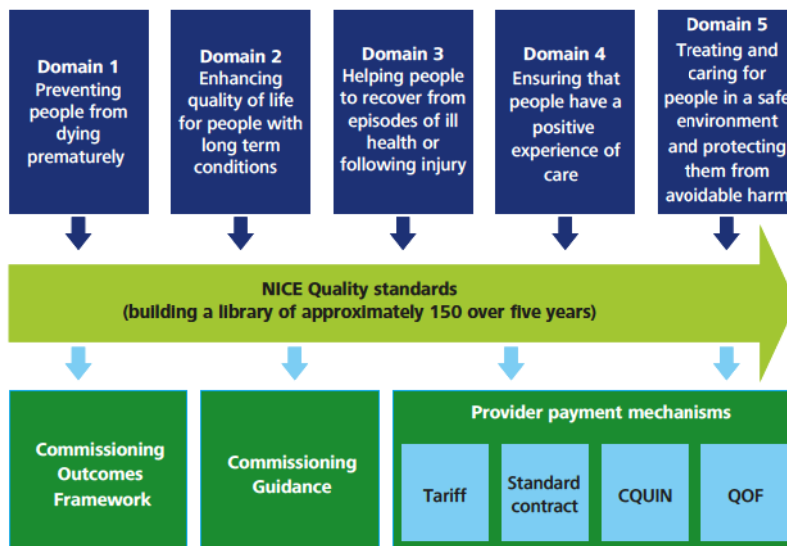 Domain 1
Preventing
people from
dying
prematurely
Domain 2
Enhancing
quality of life
for people with
long term
conditions
Domain 3
Helping people
to recover from
episodes of ill
health or
following injury
Domain 4
Ensuring that
people have a
positive
experience of
care
Domain 5
Treating and
caring for
people in a safe
environment
and protecting
them from
avoidable harm
NICE Quality standards
(building a library of approximately 150 over five years)
Commissioning
Outcomes
Framework
Commissioning
Guidance
Provider payment mechanisms
Tariff
Standard
contract
CQUIN
QOF